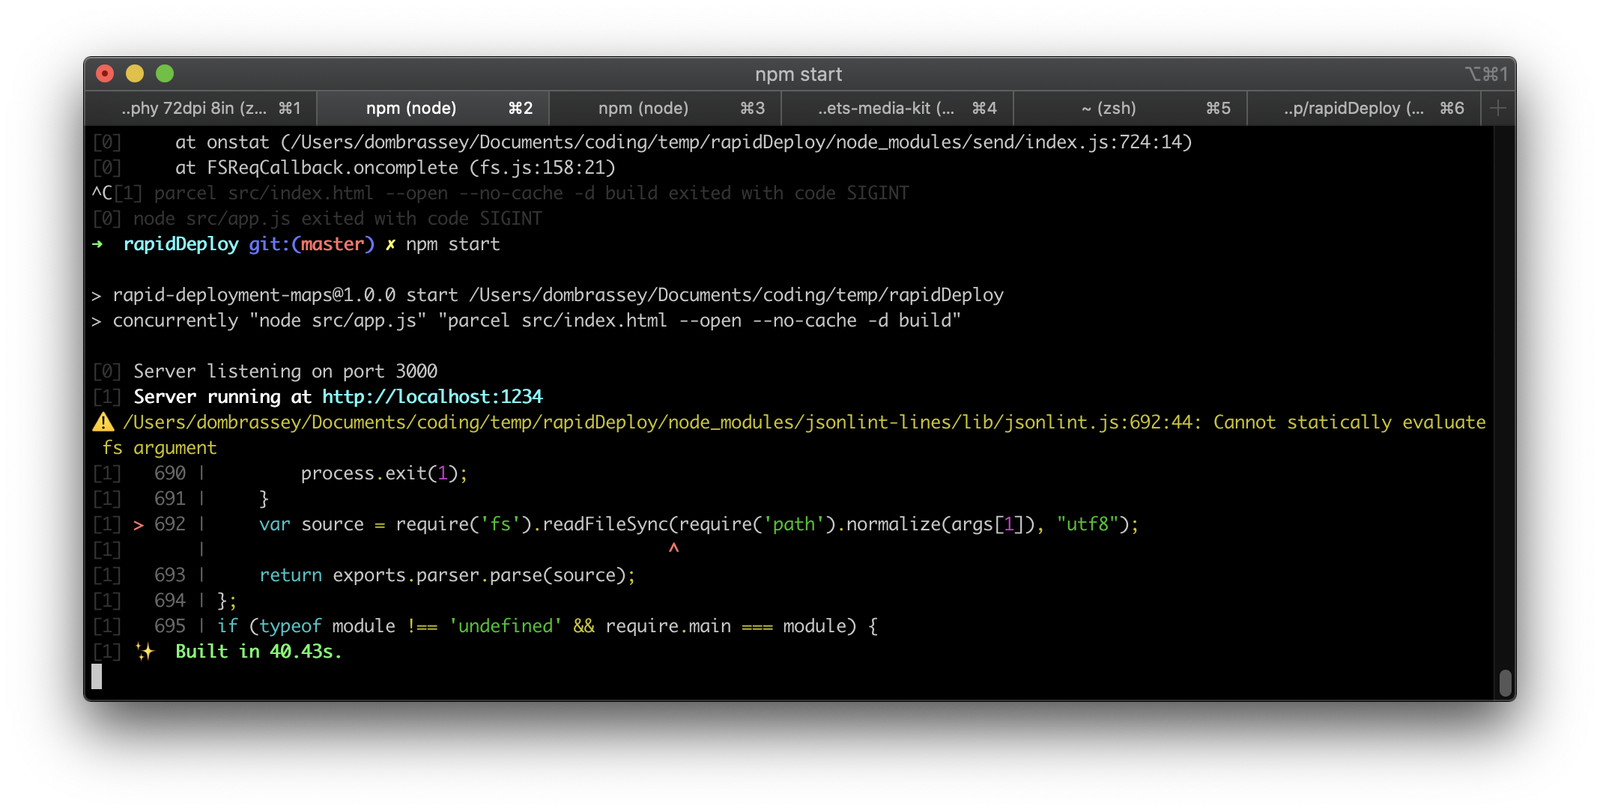 npm start
⌥⌘1
..phy 72dpi 8in (z... ⌘1
npm (node) ⌘2
npm (node) ⌘3
..ets-media-kit (... ⌘4
~ (zsh) ⌘5
..p/rapidDeploy (... ⌘6
[0]     at onstat (/Users/dombrassey/Documents/coding/temp/rapidDeploy/node_modules/send/index.js:724:14)
[0]     at FSReqCallback.oncomplete (fs.js:158:21)
^C[1] parcel src/index.html --open --no-cache -d build exited with code SIGINT
[0] node src/app.js exited with code SIGINT
➜  rapidDeploy git:(master) ✗ npm start
> rapid-deployment-maps@1.0.0 start /Users/dombrassey/Documents/coding/temp/rapidDeploy
> concurrently "node src/app.js" "parcel src/index.html --open --no-cache -d build"
[0] Server listening on port 3000
[1] Server running at http://localhost:1234
⚠️ /Users/dombrassey/Documents/coding/temp/rapidDeploy/node_modules/jsonlint-lines/lib/jsonlint.js:692:44: Cannot statically evaluate
fs argument
[1]   690 |         process.exit(1);
[1]   691 |     }
[1] > 692 |     var source = require('fs').readFileSync(require('path').normalize(args[1]), "utf8");
[1]       |                                            ^
[1]   693 |     return exports.parser.parse(source);
[1]   694 | };
[1]   695 | if (typeof module !== 'undefined' && require.main === module) {
[1] ✨  Built in 40.43s.